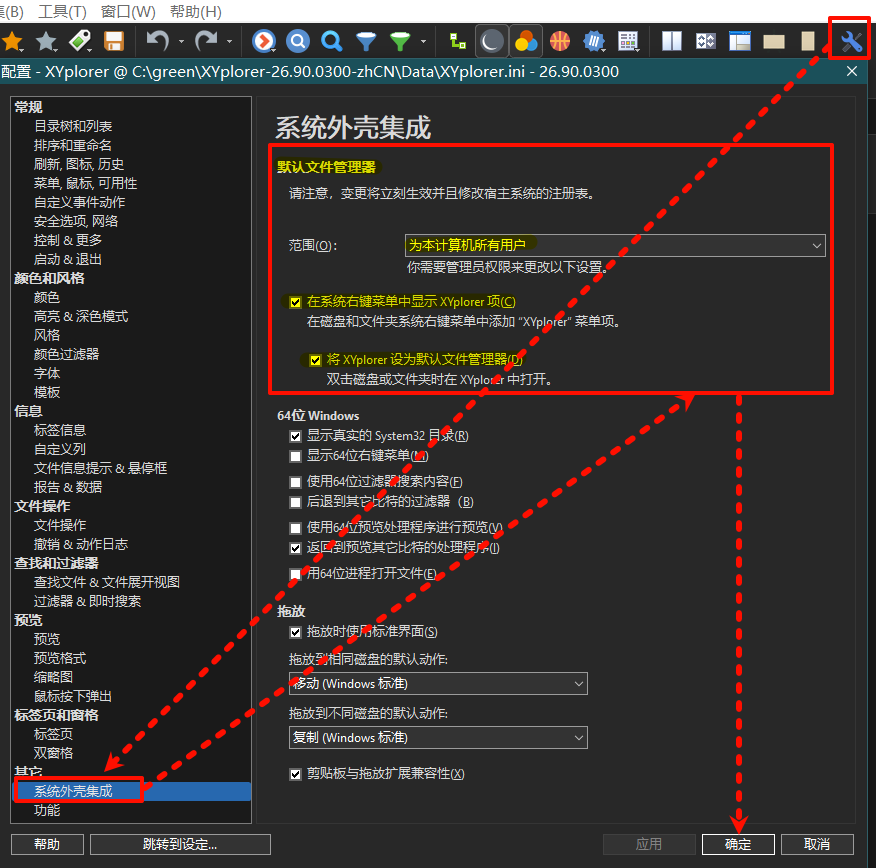 集(B) 工具(T) 窗口(W) 帮助(H)
配置 - XYplorer @ C:\green\XYplorer-26.90.0300-zhCN\Data\XYplorer.ini - 26.90.0300
常规
目录树和列表
排序和重命名
刷新, 图标, 历史
菜单, 鼠标, 可用性
自定义事件动作
安全选项, 网络
控制 & 更多
启动 & 退出
颜色和风格
颜色
高亮 & 深色模式
风格
颜色过滤器
字体
模板
信息
标签信息
自定义列
文件信息提示 & 悬停框
报告 & 数据
文件操作
文件操作
撤销 & 动作日志
查找和过滤器
查找文件 & 文件展开视图
过滤器 & 即时搜索
预览
预览
预览格式
缩略图
鼠标按下弹出
标签页和窗格
标签页
双窗格
其它
系统外壳集成
功能
系统外壳集成
默认文件管理器
请注意，变更将立刻生效并且修改宿主系统的注册表。
范围(O):
为本计算机所有用户
你需要管理员权限来更改以下设置。
在系统右键菜单中显示 XYplorer 项(C)
在磁盘和文件夹系统右键菜单中添加 “XYplorer” 菜单项。
将 XYplorer 设为默认文件管理器(D)
双击磁盘或文件夹时在 XYplorer 中打开。
64位 Windows
显示真实的 System32 目录(R)
显示64位右键菜单(M)
使用64位过滤器搜索内容(F)
后退到其它比特的过滤器（B)
使用64位预览处理程序进行预览(V)
返回到预览其它比特的处理程序(I)
用64位进程打开文件(E)
拖放
拖放时使用标准界面(S)
拖放到相同磁盘的默认动作:
移动 (Windows 标准)
拖放到不同磁盘的默认动作:
复制 (Windows 标准)
剪贴板与拖放扩展兼容性(X)
帮助 跳转到设定... 应用 确定 取消